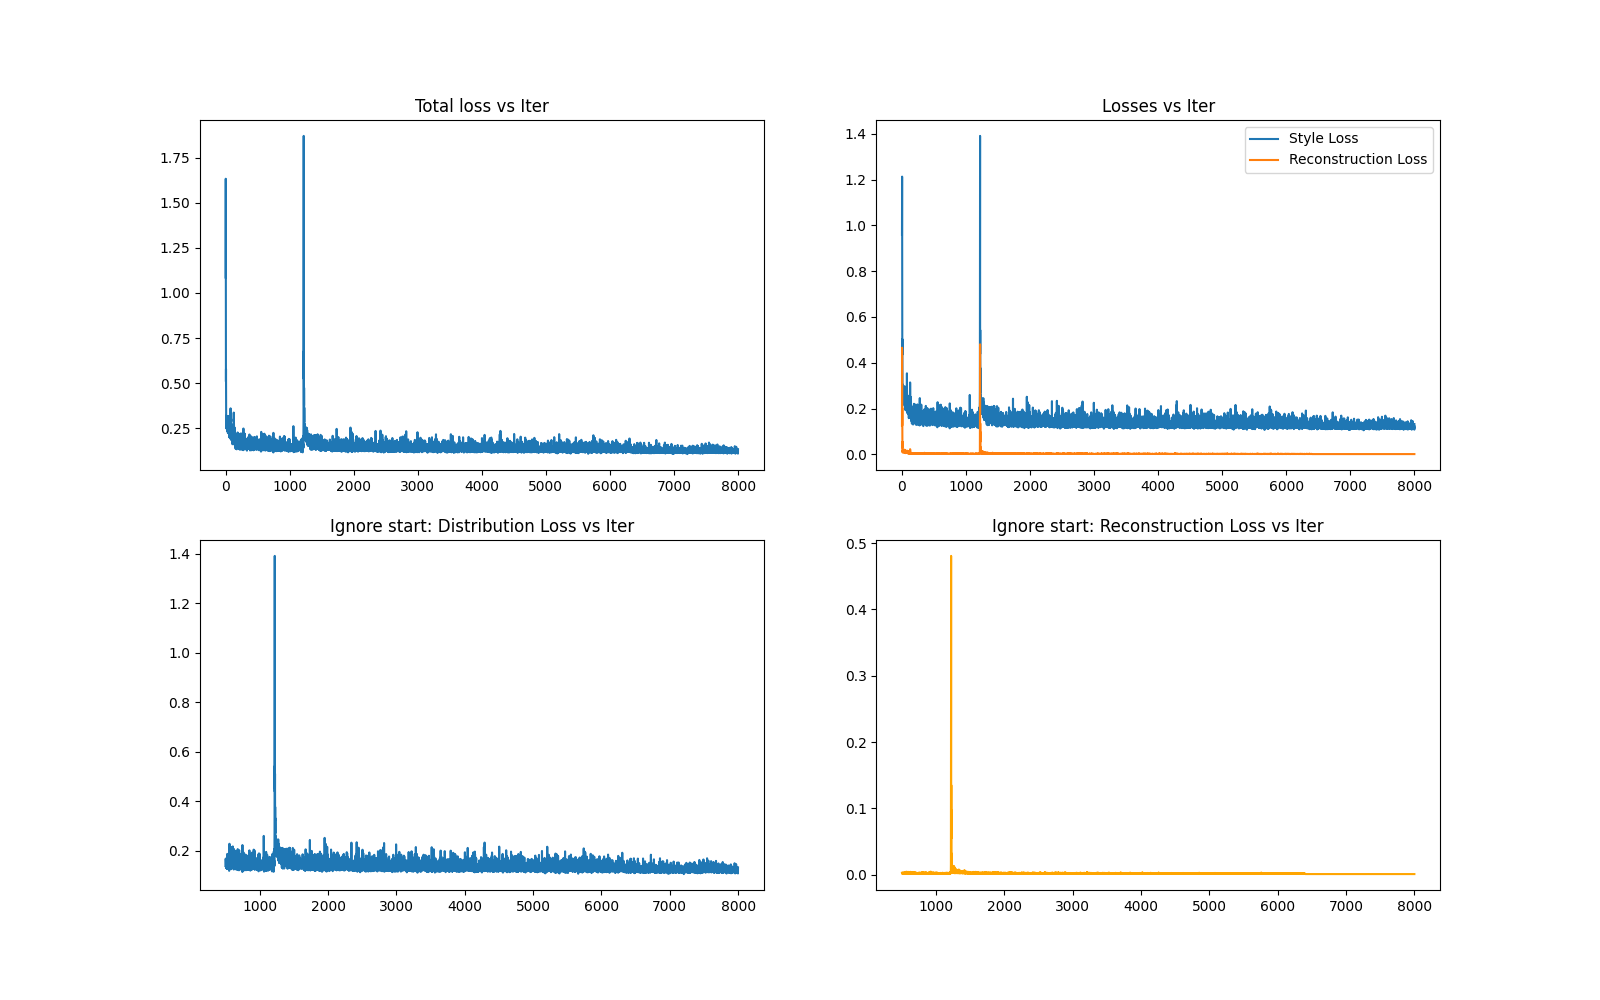 Total loss vs Iter
1.75
1.50
1.25
1.00
0.75
0.50
0.25
0 1000 2000 3000 4000 5000 6000 7000 8000
Losses vs Iter
Style Loss
Reconstruction Loss
1.4
1.2
1.0
0.8
0.6
0.4
0.2
0.0
0 1000 2000 3000 4000 5000 6000 7000 8000
Ignore start: Distribution Loss vs Iter
1.4
1.2
1.0
0.8
0.6
0.4
0.2
1000 2000 3000 4000 5000 6000 7000 8000
Ignore start: Reconstruction Loss vs Iter
0.5
0.4
0.3
0.2
0.1
0.0
1000 2000 3000 4000 5000 6000 7000 8000